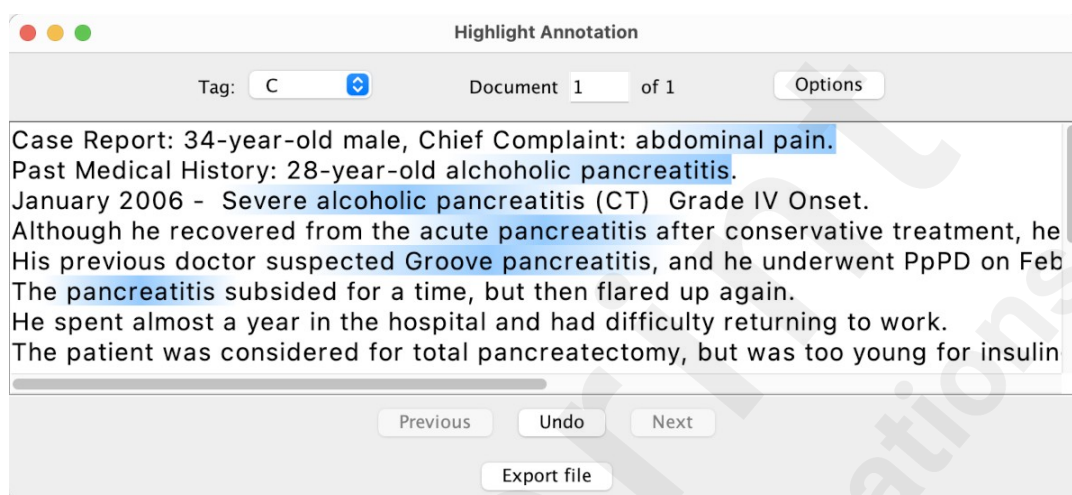 Highlight Annotation
Tag: C Document 1 of 1 Options
Case Report: 34-year-old male, Chief Complaint: abdominal pain.
Past Medical History: 28-year-old alchoholic pancreatitis.
January 2006 - Severe alcoholic pancreatitis (CT) Grade IV Onset.
Although he recovered from the acute pancreatitis after conservative treatment, he
His previous doctor suspected Groove pancreatitis, and he underwent PpPD on Feb
The pancreatitis subsided for a time, but then flared up again.
He spent almost a year in the hospital and had difficulty returning to work.
The patient was considered for total pancreatectomy, but was too young for insulin
Previous Undo Next
Export file